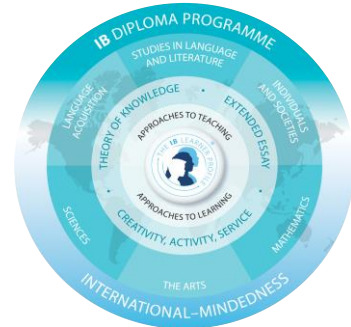 IB DIPLOMA PROGRAMME
STUDIES IN LANGUAGE
AND LITERATURE
LANGUAGE
ACQUISITION
INDIVIDUALS
AND SOCIETIES
THEORY OF KNOWLEDGE
EXTENDED ESSAY
APPROACHES TO TEACHING
THE IB LEARNER PROFILE
APPROACHES TO LEARNING
CREATIVITY, ACTIVITY, SERVICE
SCIENCES
MATHEMATICS
THE ARTS
INTERNATIONAL-MINDEDNESS